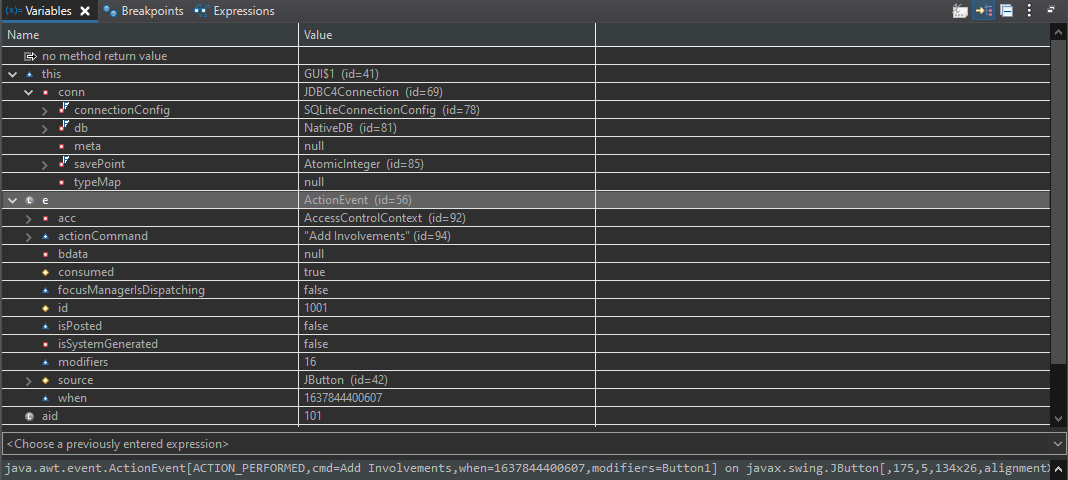 (x)= Variables Breakpoints Expressions
Name Value
no method return value
this GUI$1 (id=41)
conn JDBC4Connection (id=69)
connectionConfig SQLiteConnectionConfig (id=78)
db NativeDB (id=81)
meta null
savePoint AtomicInteger (id=85)
typeMap null
e ActionEvent (id=56)
acc AccessControlContext (id=92)
actionCommand "Add Involvements" (id=94)
bdata null
consumed true
focusManagerIsDispatching false
id 1001
isPosted false
isSystemGenerated false
modifiers 16
source JButton (id=42)
when 1637844400607
aid 101
<Choose a previously entered expression>
java.awt.event.ActionEvent[ACTION_PERFORMED,cmd=Add Involvements,when=1637844400607,modifiers=Button1] on javax.swing.JButton[,175,5,134x26,alignmentX